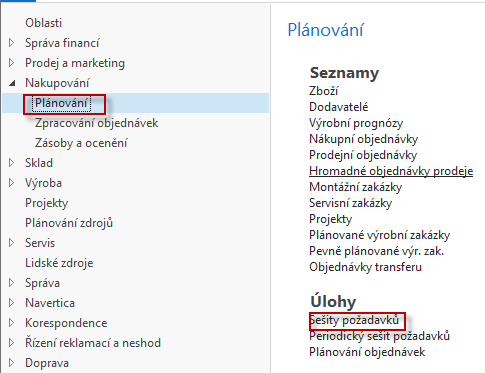 Oblasti
Správa financí
Prodej a marketing
Nakupování
Plánování
Zpracování objednávek
Zásoby a ocenění
Sklad
Výroba
Projekty
Plánování zdrojů
Servis
Lidské zdroje
Správa
Navertica
Korespondence
Řízení reklamací a neshod
Doprava
Plánování
Seznamy
Zboží
Dodavatelé
Výrobní prognózy
Nákupní objednávky
Prodejní objednávky
Hromadné objednávky prodeje
Montážní zakázky
Servisní zakázky
Projekty
Plánované výrobní zakázky
Pevně plánované výr. zak.
Objednávky transferu
Úlohy
Sešity požadavků
Periodický sešit požadavků
Plánování objednávek